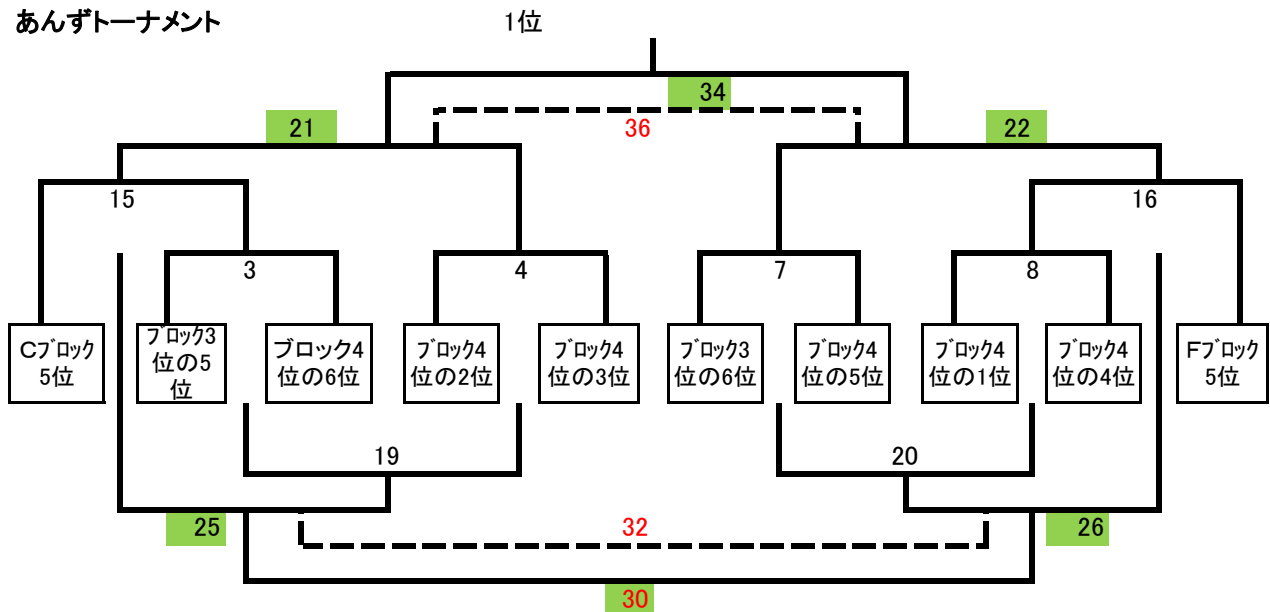 あんずトーナメント
1位
34
21
36
22
15
16
3
4
7
8
Cブロック
5位
ブロック3
位の5
位
ブロック4
位の6位
ブロック4
位の2位
ブロック4
位の3位
ブロック3
位の6位
ブロック4
位の5位
ブロック4
位の1位
ブロック4
位の4位
Fブロック
5位
19
20
25
32
26
30